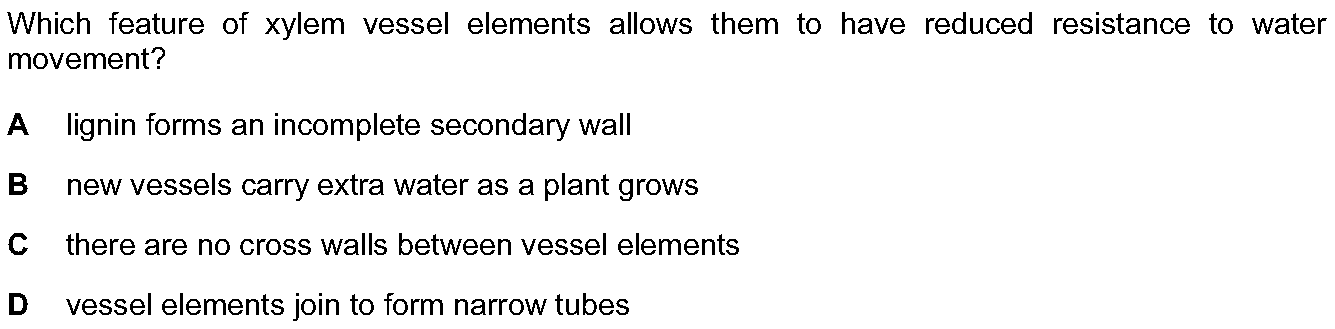 Which feature of xylem vessel elements allows them to have reduced resistance to water
movement?
A lignin forms an incomplete secondary wall
B new vessels carry extra water as a plant grows
C there are no cross walls between vessel elements
D vessel elements join to form narrow tubes